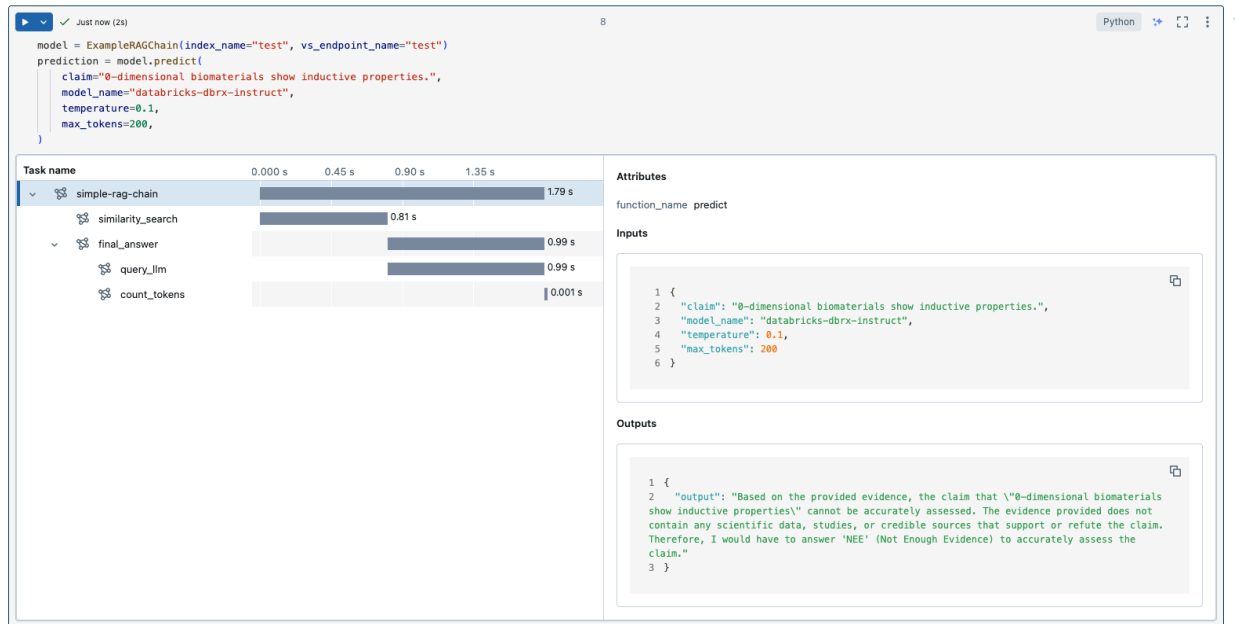 Just now (2s)
8
Python
model = ExampleRAGChain(index_name="test", vs_endpoint_name="test")
prediction = model.predict(
claim="0-dimensional biomaterials show inductive properties.",
model_name="databricks-dbrx-instruct",
temperature=0.1,
max_tokens=200,
)
Task name
0.000 s 0.45 s 0.90 s 1.35 s
simple-rag-chain 1.79 s
similarity_search 0.81 s
final_answer 0.99 s
query_llm 0.99 s
count_tokens 0.001 s
Attributes
function_name predict
Inputs
1 {
2 "claim": "0-dimensional biomaterials show inductive properties.",
3 "model_name": "databricks-dbrx-instruct",
4 "temperature": 0.1,
5 "max_tokens": 200
6 }
Outputs
1 {
2 "output": "Based on the provided evidence, the claim that \"0-dimensional biomaterials
show inductive properties\" cannot be accurately assessed. The evidence provided does not
contain any scientific data, studies, or credible sources that support or refute the claim.
Therefore, I would have to answer 'NEE' (Not Enough Evidence) to accurately assess the
claim."
3 }